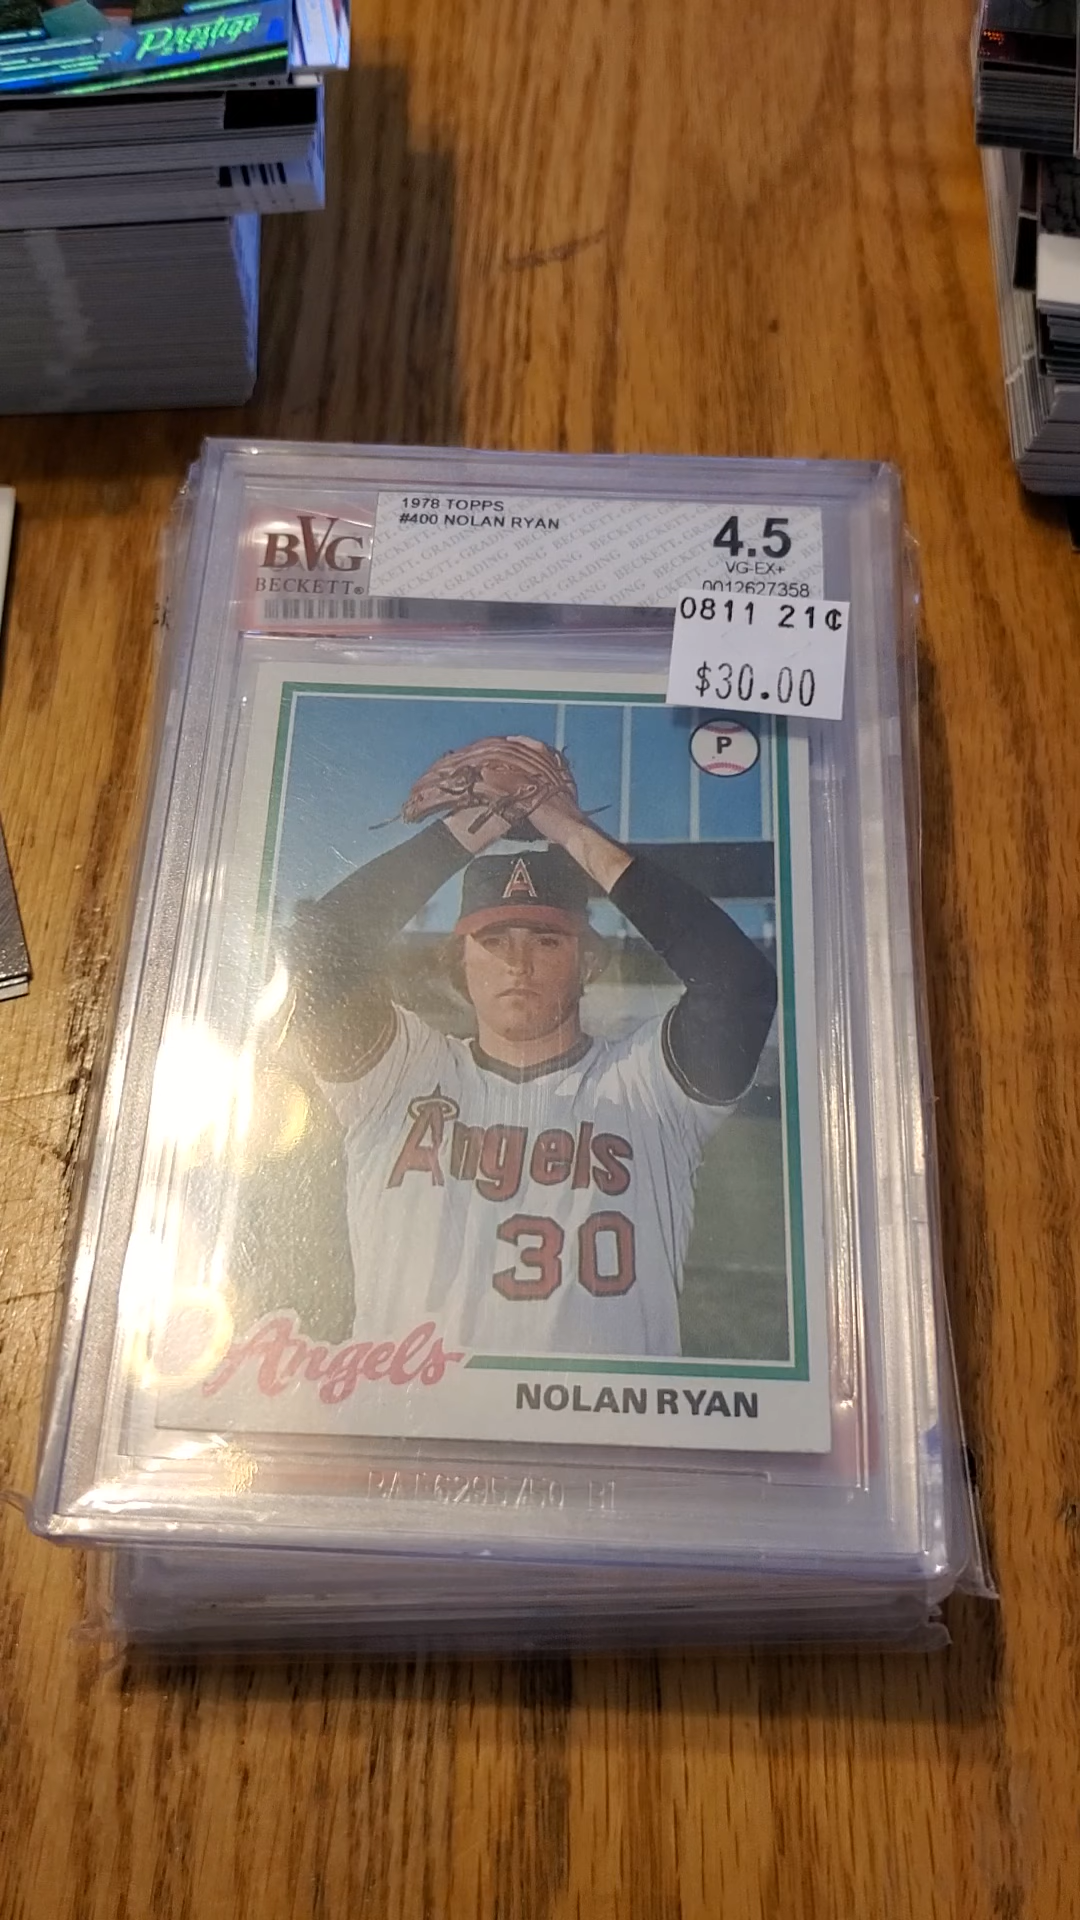 Prestige
BVG
BECKETT®
1978 TOPPS
#400 NOLAN RYAN
4.5
VG-EX+
0012627358
0811 21¢
$30.00
P
A
Angels
30
Angels
NOLAN RYAN